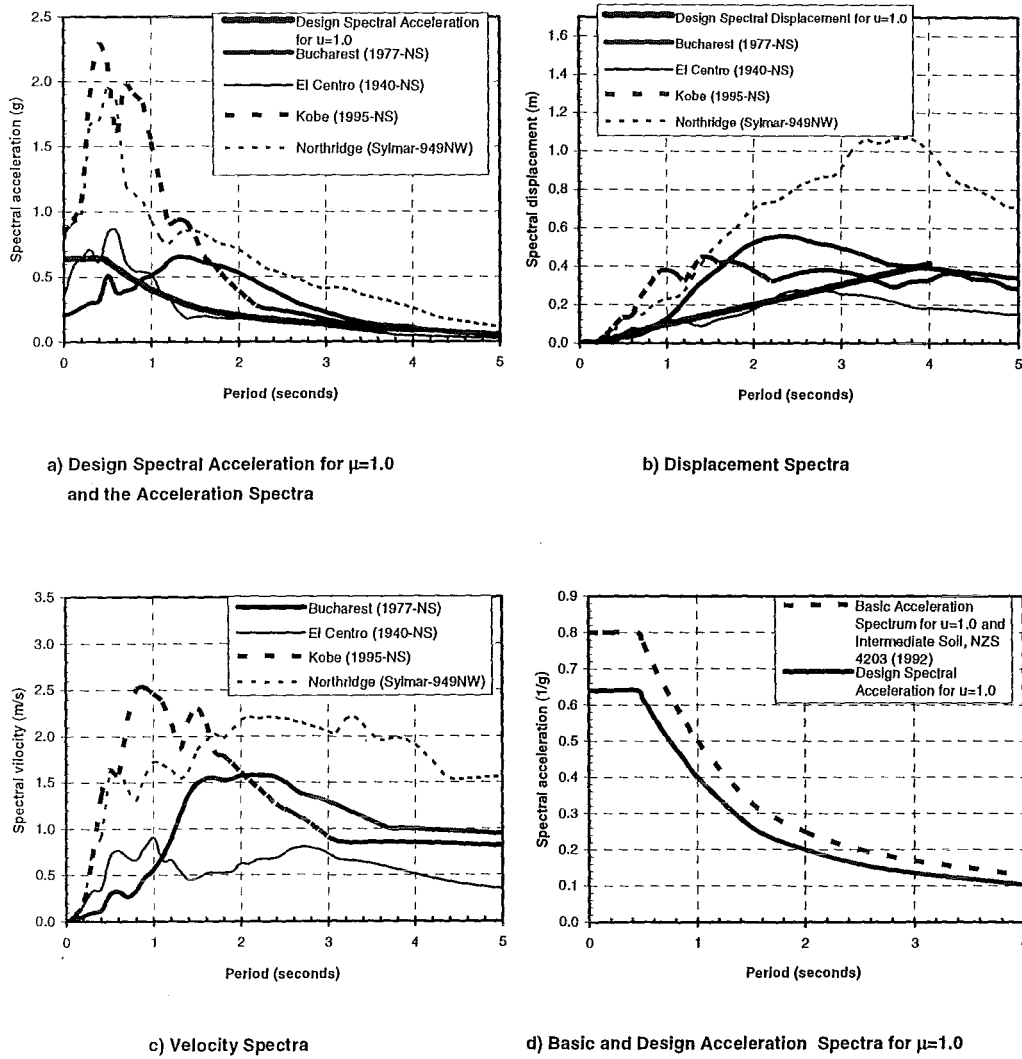 Design Spectral Acceleration
for u=1.0
Bucharest (1977-NS)
El Centro (1940-NS)
Kobe (1995-NS)
Northridge (Sylmar-949NW)
Spectral acceleration (g)
2.5
2.0
1.5
1.0
0.5
0.0
0 1 2 3 4 5
Period (seconds)
a) Design Spectral Acceleration for μ=1.0
and the Acceleration Spectra
Design Spectral Displacement for u=1.0
Bucharest (1977-NS)
El Centro (1940-NS)
Kobe (1995-NS)
Northridge (Sylmar-949NW)
Spectral displacement (m)
1.6
1.4
1.2
1.0
0.8
0.6
0.4
0.2
0.0
0 1 2 3 4 5
Period (seconds)
b) Displacement Spectra
Bucharest (1977-NS)
El Centro (1940-NS)
Kobe (1995-NS)
Northridge (Sylmar-949NW)
Spectral vilocity (m/s)
3.5
3.0
2.5
2.0
1.5
1.0
0.5
0.0
0 1 2 3 4 5
Period (seconds)
c) Velocity Spectra
Basic Acceleration
Spectrum for u=1.0 and
Intermediate Soil, NZS
4203 (1992)
Design Spectral
Acceleration for u=1.0
Spectral acceleration (1/g)
0.9
0.8
0.7
0.6
0.5
0.4
0.3
0.2
0.1
0.0
0 1 2 3 4
Period (seconds)
d) Basic and Design Acceleration Spectra for μ=1.0